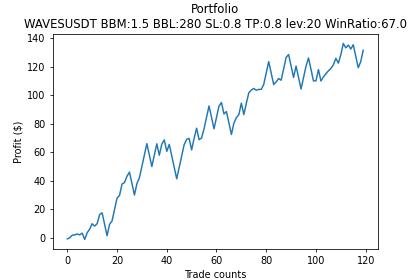 Portfolio
WAVESUSDT BBM:1.5 BBL:280 SL:0.8 TP:0.8 lev:20 WinRatio:67.0
140
120
100
80
60
40
20
0
Profit ($)
0 20 40 60 80 100 120
Trade counts